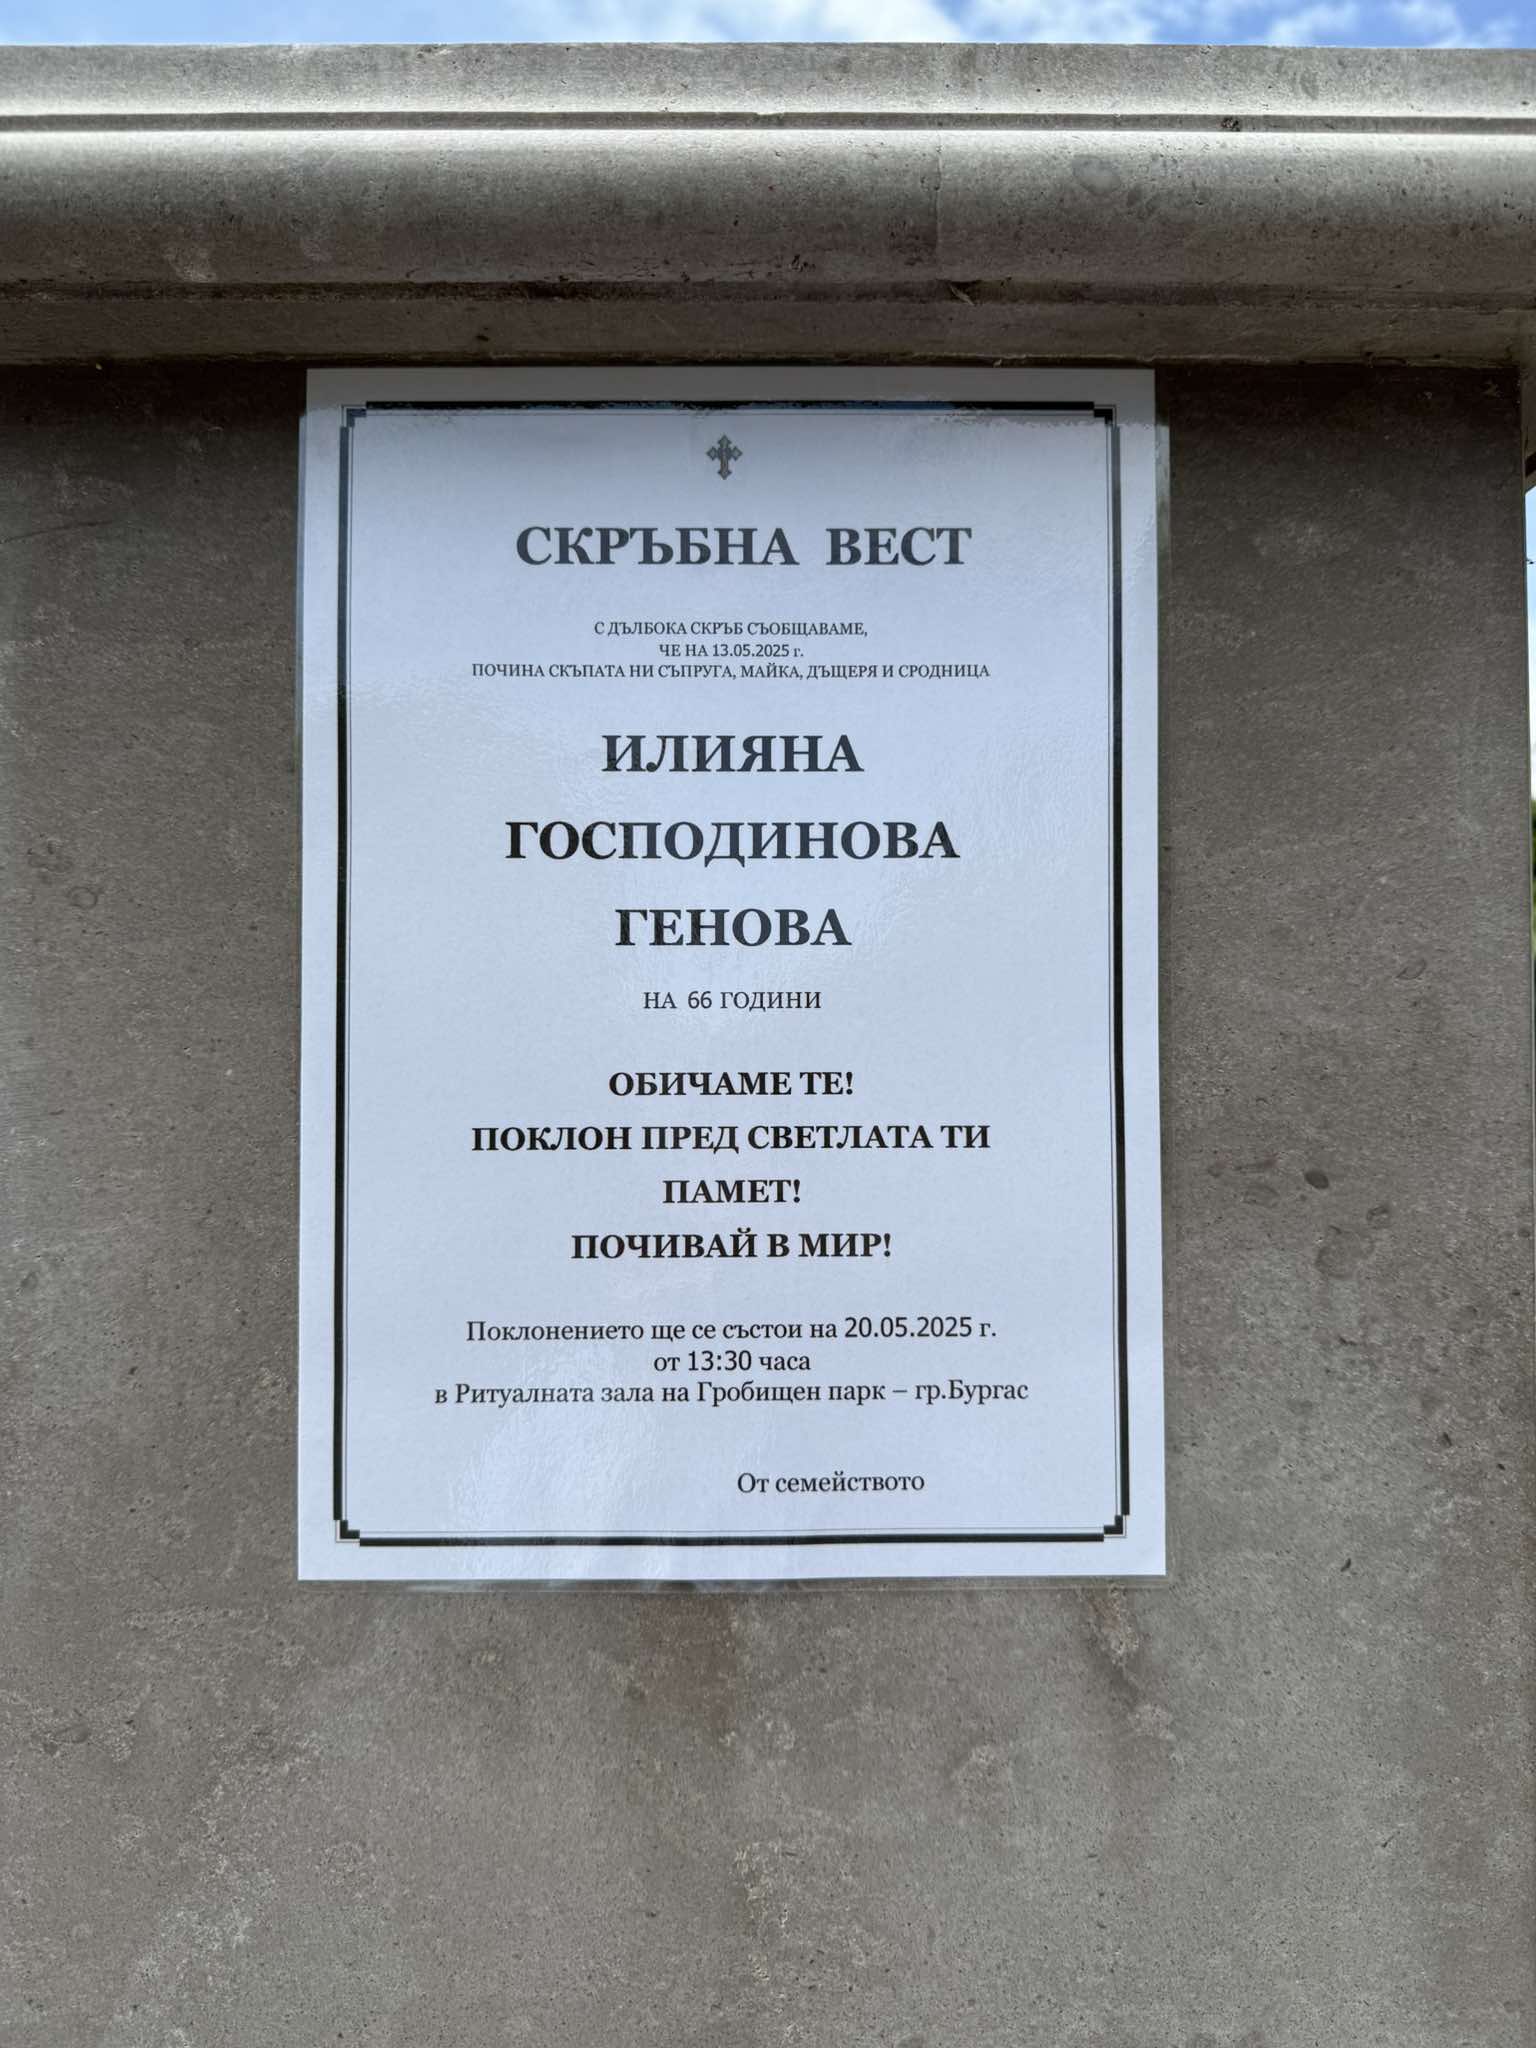 СКРЪБНА ВЕСТ
С ДЪЛБОКА СКРЪБ СЪОБЩАВАМЕ,
ЧЕ НА 13.05.2025 г.
ПОЧИНА СКЪПАТА НИ СЪПРУГА, МАЙКА, ДЪЩЕРЯ И СРОДНИЦА
ИЛИЯНА
ГОСПОДИНОВА
ГЕНОВА
НА 66 ГОДИНИ
ОБИЧАМЕ ТЕ!
ПОКЛОН ПРЕД СВЕТЛАТА ТИ
ПАМЕТ!
ПОЧИВАЙ В МИР!
Поклонението ще се състои на 20.05.2025 г.
от 13:30 часа
в Ритуалната зала на Гробищен парк – гр.Бургас
От семейството